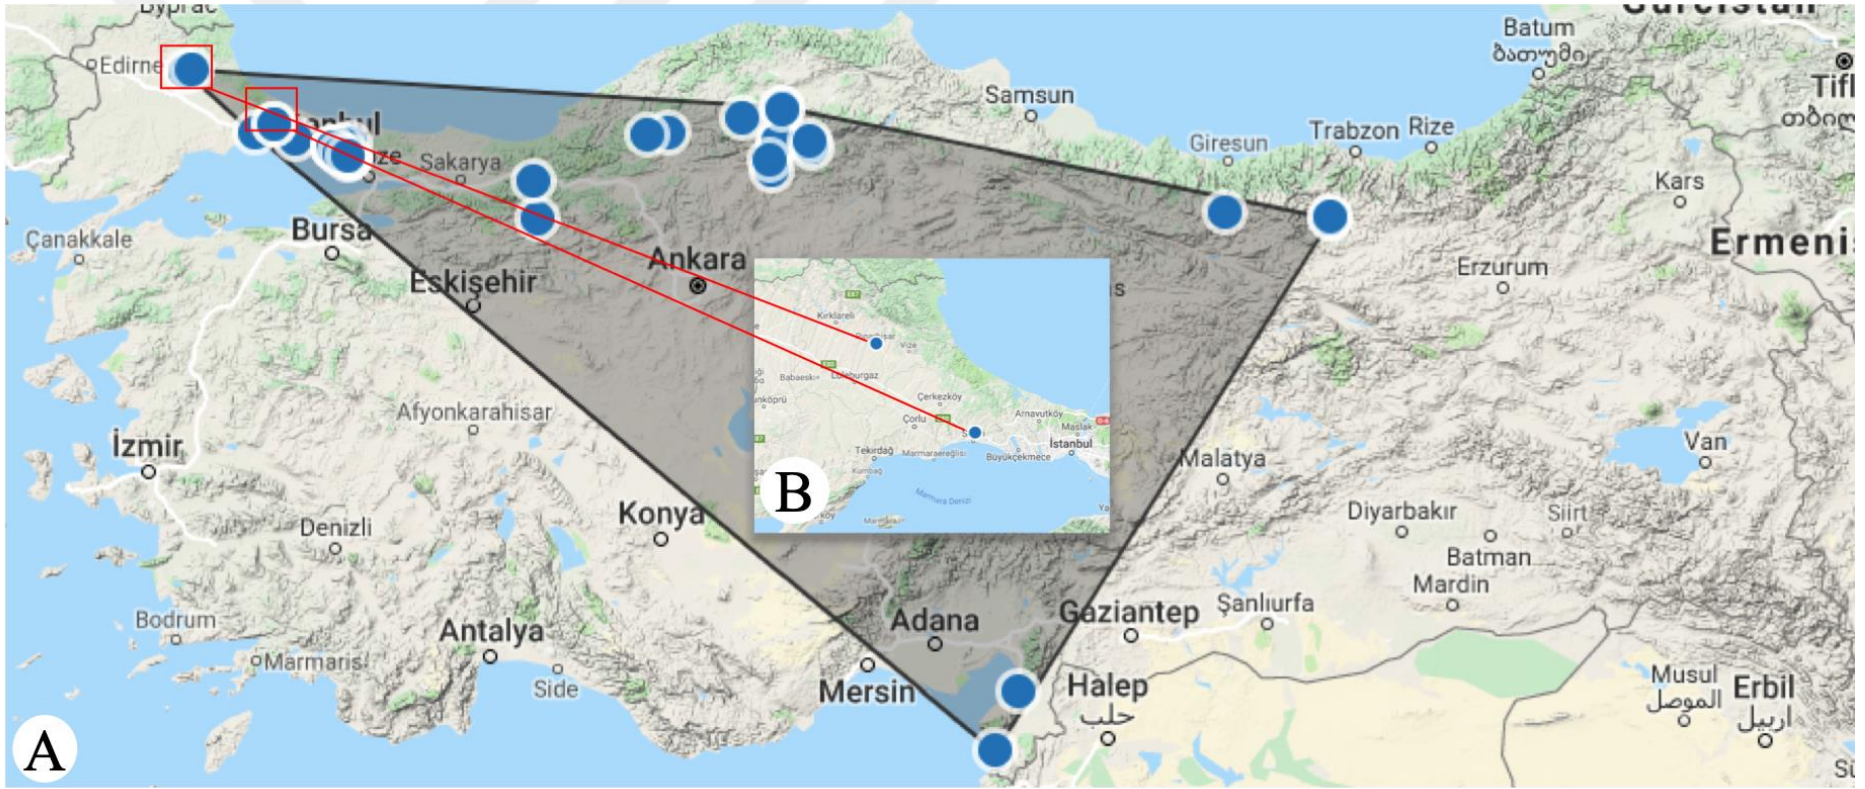 Edirne
Batum
ბათუმი
Samsun
Giresun
Trabzon
Rize
Sakarya
Kars
Çanakkale
Bursa
Eskişehir
Ankara
Erzurum
Afyonkarahisar
İzmir
Denizli
Konya
Malatya
Van
Diyarbakır
Siirt
Batman
Mardin
Bodrum
Marmaris
Antalya
Side
Adana
Mersin
Gaziantep
Şanlıurfa
Halep
حلب
Musul
الموصل
Erbil
اربيل
A
E87
Kırklareli
Vize
Babaeski
Lüleburgaz
Çerkezköy
Çorlu
Arnavutköy
Maslak
Tekirdağ
Marmaraereğlisi
Büyükçekmece
İstanbul
Kumbağ
Marmara Denizi
B